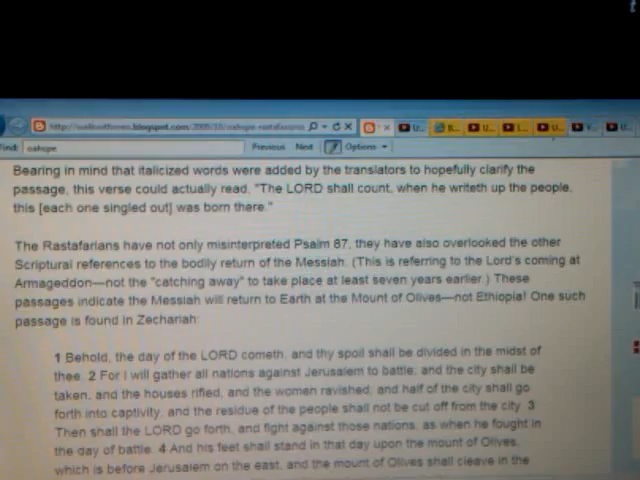 t
blogspot.com
Find: oahspe Previous Next Options
Bearing in mind that italicized words were added by the translators to hopefully clarify the
passage, this verse could actually read, "The LORD shall count, when he writeth up the people,
this [each one singled out] was born there."
The Rastafarians have not only misinterpreted Psalm 87, they have also overlooked the other
Scriptural references to the bodily return of the Messiah. (This is referring to the Lord's coming at
Armageddon—not the "catching away" to take place at least seven years earlier.) These
passages indicate the Messiah will return to Earth at the Mount of Olives—not Ethiopia! One such
passage is found in Zechariah:
1 Behold, the day of the LORD cometh, and thy spoil shall be divided in the midst of
thee. 2 For I will gather all nations against Jerusalem to battle; and the city shall be
taken, and the houses rifled, and the women ravished; and half of the city shall go
forth into captivity, and the residue of the people shall not be cut off from the city. 3
Then shall the LORD go forth, and fight against those nations, as when he fought in
the day of battle. 4 And his feet shall stand in that day upon the mount of Olives,
which is before Jerusalem on the east, and the mount of Olives shall cleave in the